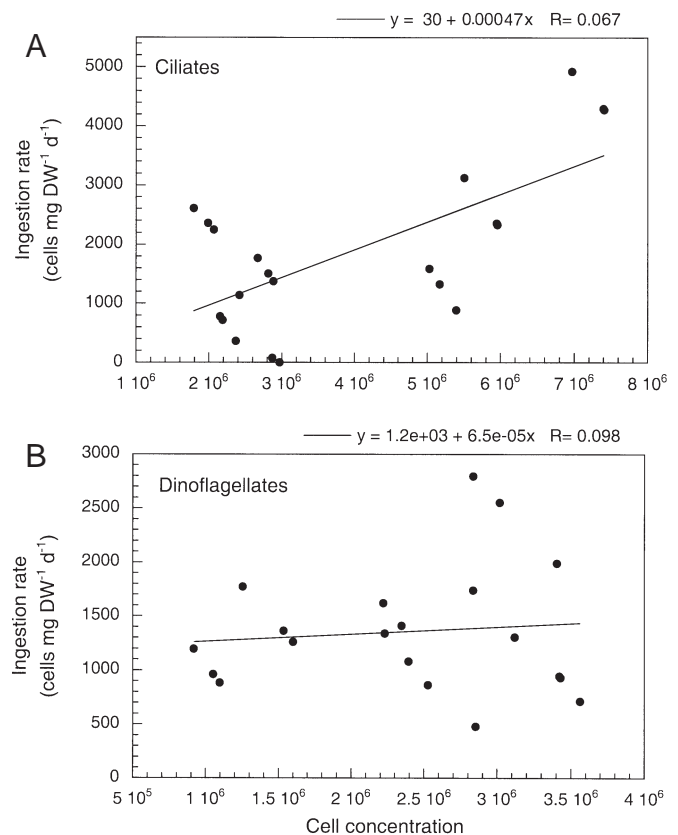 y = 30 + 0.00047x R= 0.067
A
Ciliates
5000
4000
3000
2000
1000
0
Ingestion rate
(cells mg DW⁻¹ d⁻¹)
1 10⁶ 2 10⁶ 3 10⁶ 4 10⁶ 5 10⁶ 6 10⁶ 7 10⁶ 8 10⁶
y = 1.2e+03 + 6.5e-05x R= 0.098
B
Dinoflagellates
3000
2500
2000
1500
1000
500
0
Ingestion rate
(cells mg DW⁻¹ d⁻¹)
5 10⁵ 1 10⁶ 1.5 10⁶ 2 10⁶ 2.5 10⁶ 3 10⁶ 3.5 10⁶ 4 10⁶
Cell concentration